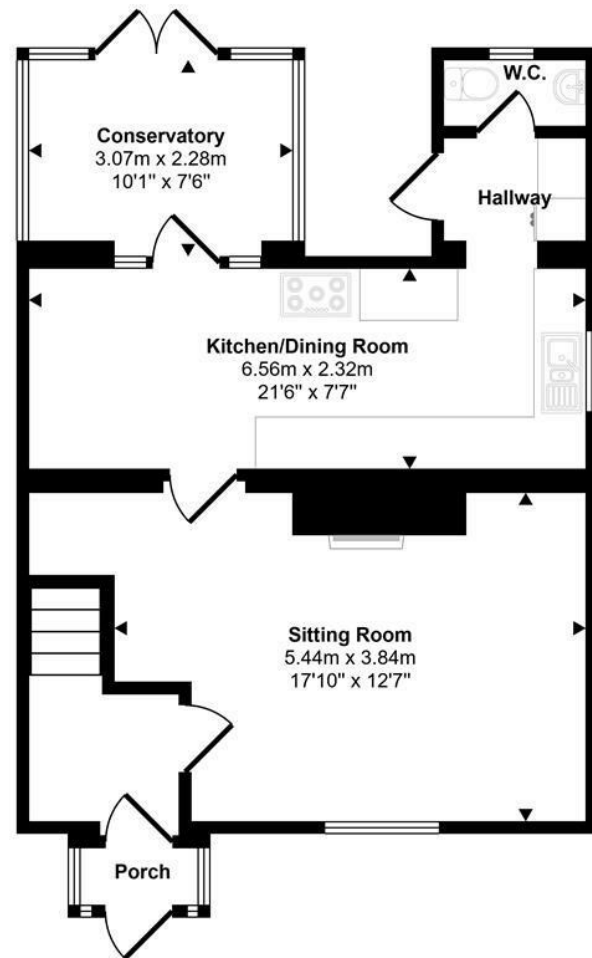 W.C.
Conservatory
3.07m x 2.28m
10'1" x 7'6"
Hallway
Kitchen/Dining Room
6.56m x 2.32m
21'6" x 7'7"
Sitting Room
5.44m x 3.84m
17'10" x 12'7"
Porch